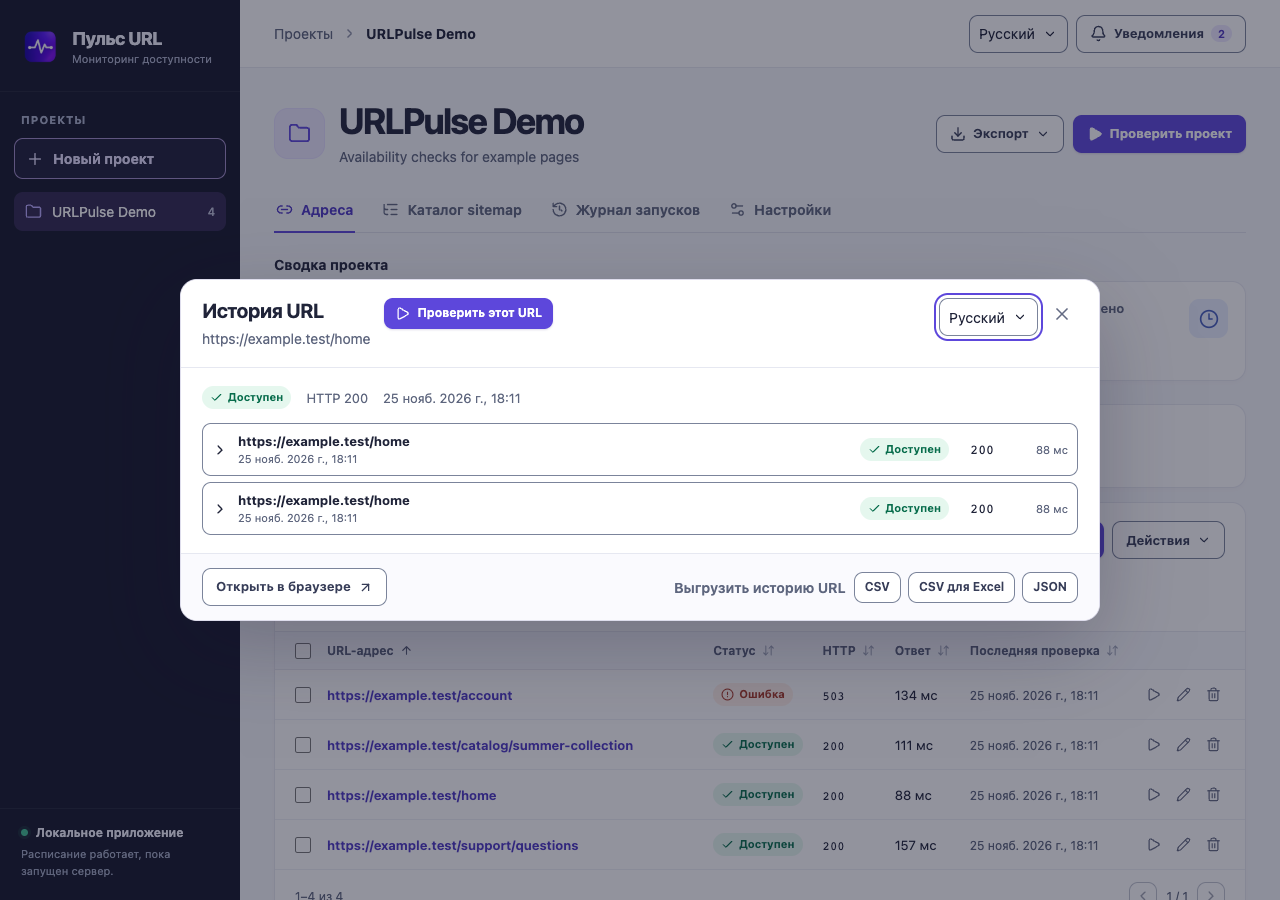 Пульс URL
Мониторинг доступности
ПРОЕКТЫ
Новый проект
URLPulse Demo 4
Локальное приложение
Расписание работает, пока
запущен сервер.
Проекты > URLPulse Demo
Русский
Уведомления 2
URLPulse Demo
Availability checks for example pages
Экспорт
Проверить проект
Адреса
Каталог sitemap
Журнал запусков
Настройки
Сводка проекта
История URL
Проверить этот URL
https://example.test/home
Русский
Доступен HTTP 200 25 нояб. 2026 г., 18:11
https://example.test/home
25 нояб. 2026 г., 18:11
Доступен 200 88 мс
https://example.test/home
25 нояб. 2026 г., 18:11
Доступен 200 88 мс
Открыть в браузере
Выгрузить историю URL CSV CSV для Excel JSON
Действия
URL-адрес Статус HTTP Ответ Последняя проверка
https://example.test/account Ошибка 503 134 мс 25 нояб. 2026 г., 18:11
https://example.test/catalog/summer-collection Доступен 200 111 мс 25 нояб. 2026 г., 18:11
https://example.test/home Доступен 200 88 мс 25 нояб. 2026 г., 18:11
https://example.test/support/questions Доступен 200 157 мс 25 нояб. 2026 г., 18:11
1–4 из 4
1 / 1